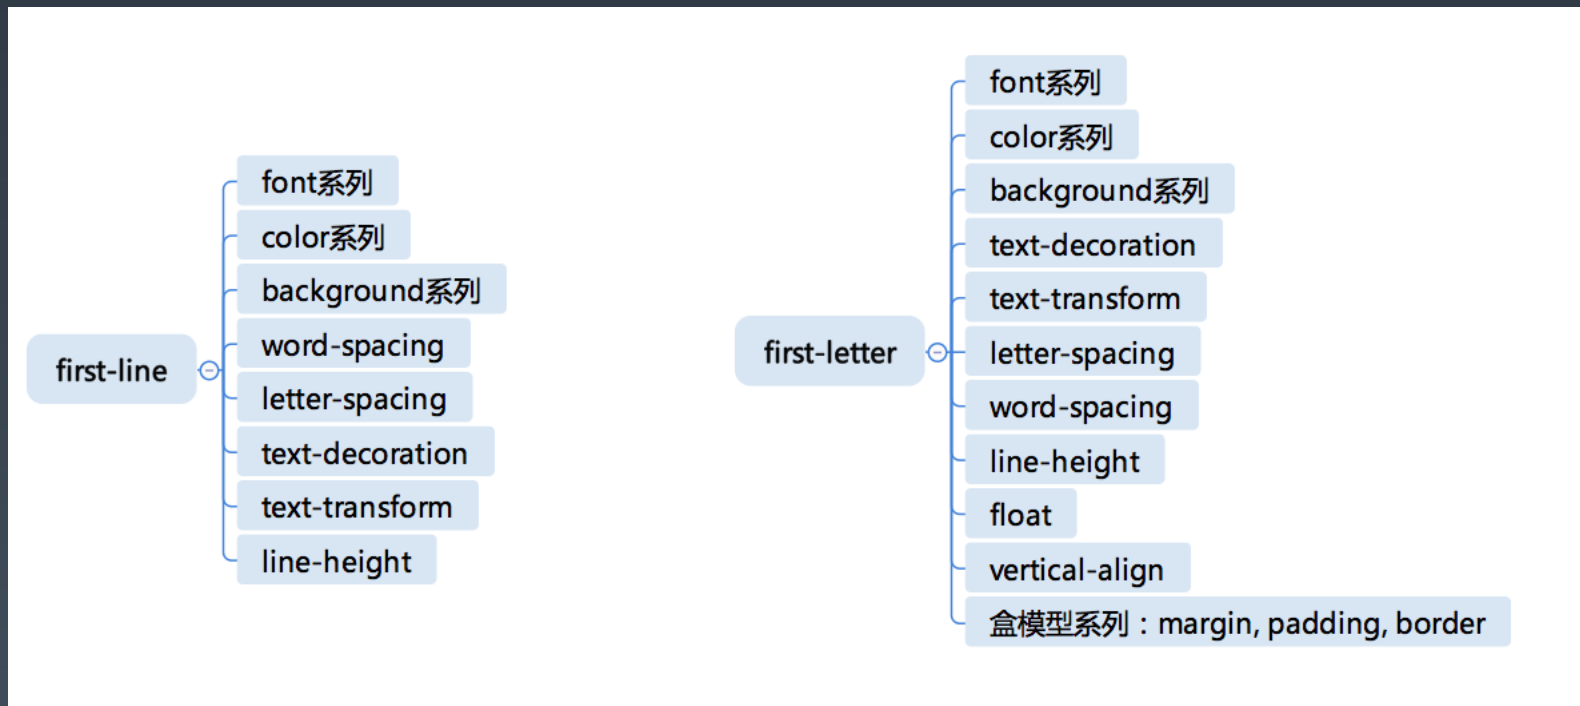 first-line
font系列
color系列
background系列
word-spacing
letter-spacing
text-decoration
text-transform
line-height
first-letter
font系列
color系列
background系列
text-decoration
text-transform
letter-spacing
word-spacing
line-height
float
vertical-align
盒模型系列：margin, padding, border